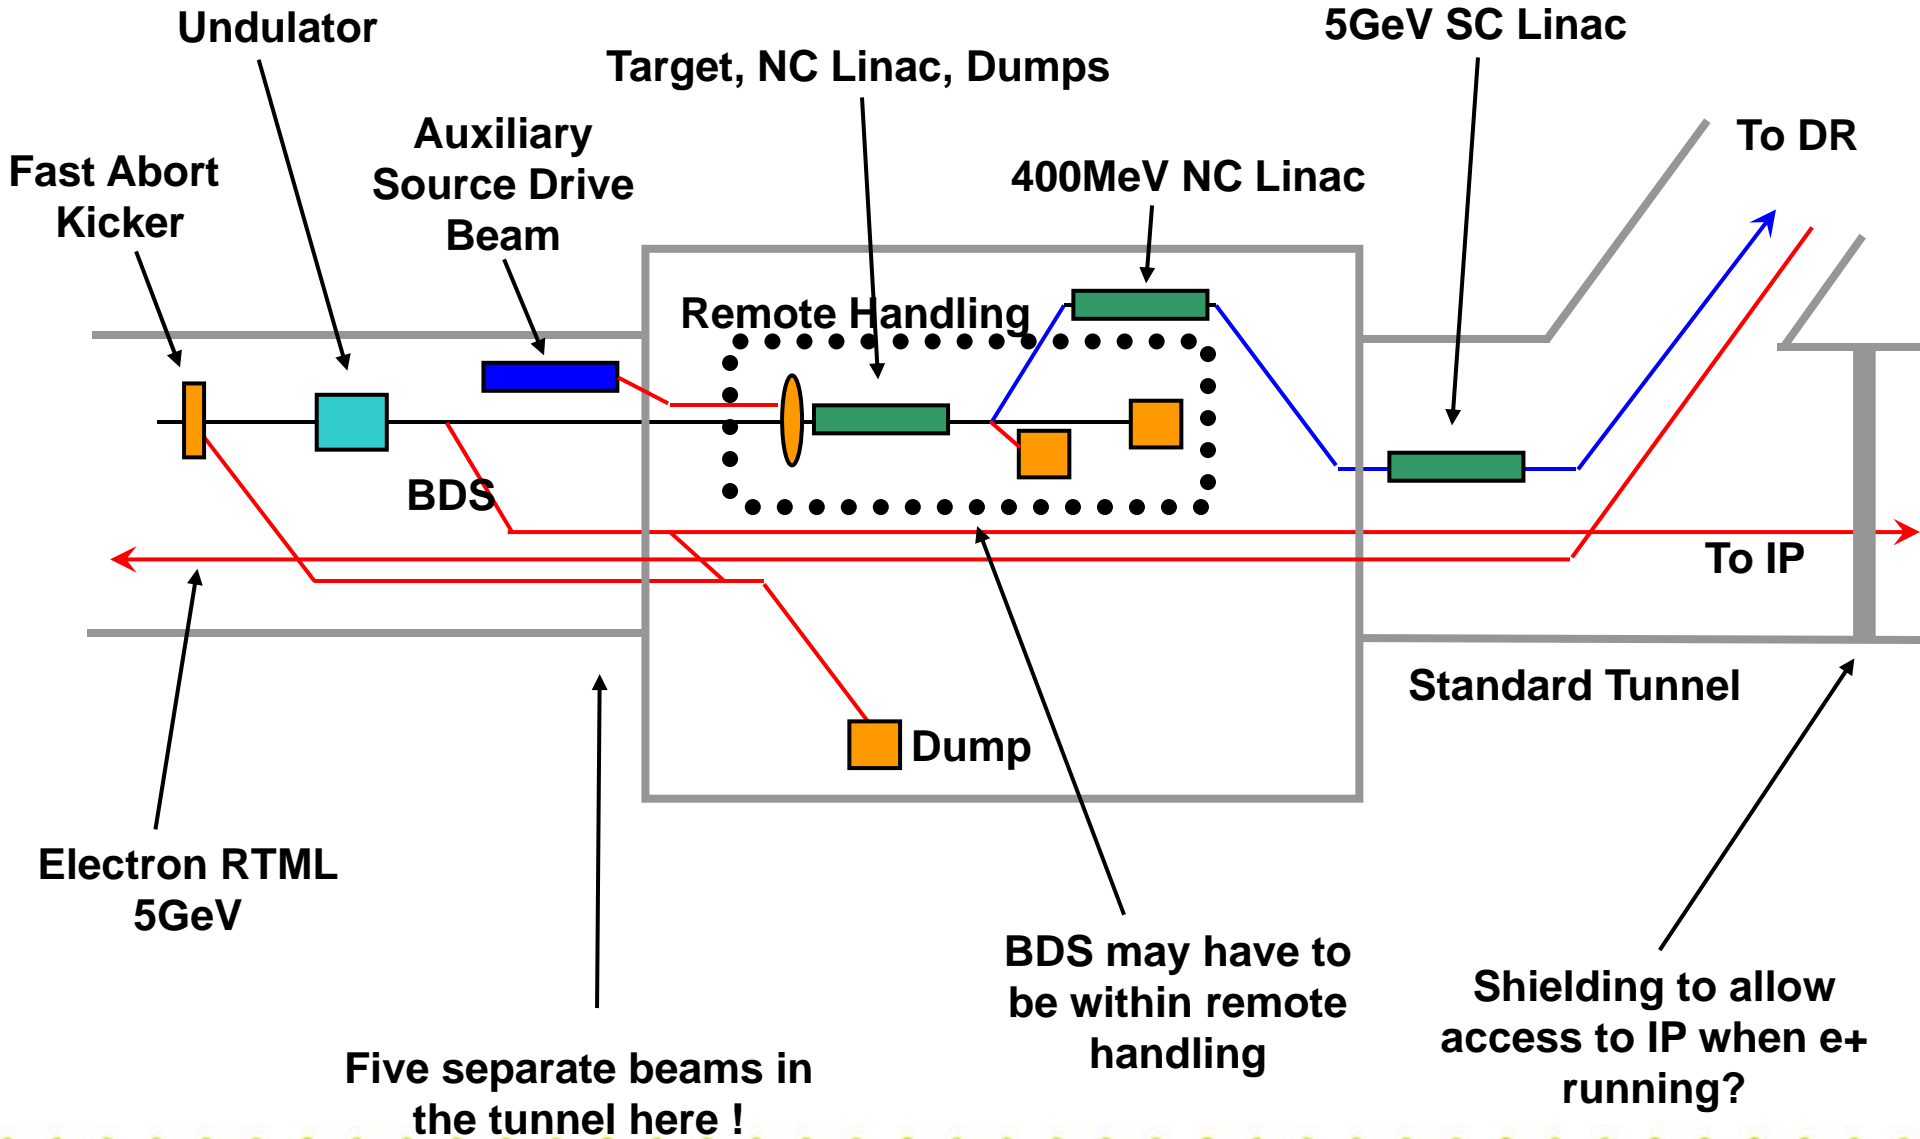 Undulator
5GeV SC Linac
Target, NC Linac, Dumps
Auxiliary
Source Drive
Beam
To DR
Fast Abort
Kicker
400MeV NC Linac
Remote Handling
BDS
To IP
Standard Tunnel
Dump
Electron RTML
5GeV
BDS may have to
be within remote
handling
Shielding to allow
access to IP when e+
running?
Five separate beams in
the tunnel here !